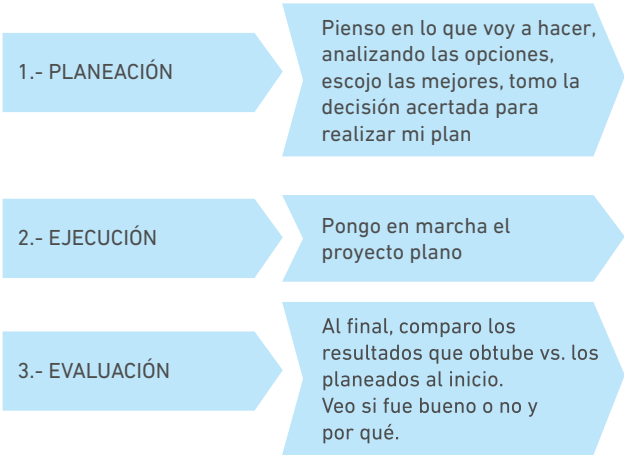 1.- PLANEACIÓN
Pienso en lo que voy a hacer,
analizando las opciones,
escojo las mejores, tomo la
decisión acertada para
realizar mi plan
2.- EJECUCIÓN
Pongo en marcha el
proyecto plano
3.- EVALUACIÓN
Al final, comparo los
resultados que obtube vs. los
planeados al inicio.
Veo si fue bueno o no y
por qué.